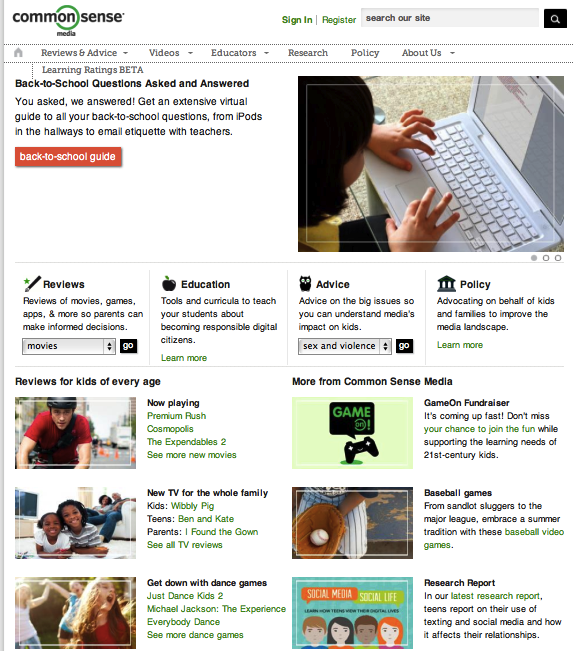 common sense
media
Sign In | Register
search our site
Reviews & Advice
Videos
Educators
Research
Policy
About Us
Learning Ratings BETA
Back-to-School Questions Asked and Answered
You asked, we answered! Get an extensive virtual
guide to all your back-to-school questions, from iPods
in the hallways to email etiquette with teachers.
back-to-school guide
Reviews
Reviews of movies, games,
apps, & more so parents can
make informed decisions.
movies
go
Education
Tools and curricula to teach
your students about
becoming responsible digital
citizens.
Learn more
Advice
Advice on the big issues so
you can understand media's
impact on kids.
sex and violence
go
Policy
Advocating on behalf of kids
and families to improve the
media landscape.
Learn more
Reviews for kids of every age
Now playing
Premium Rush
Cosmopolis
The Expendables 2
See more new movies
New TV for the whole family
Kids: Wibbly Pig
Teens: Ben and Kate
Parents: I Found the Gown
See all TV reviews
Get down with dance games
Just Dance Kids 2
Michael Jackson: The Experience
Everybody Dance
See more dance games
More from Common Sense Media
GAME
ON!
GameOn Fundraiser
It's coming up fast! Don't miss
your chance to join the fun while
supporting the learning needs of
21st-century kids.
Baseball games
From sandlot sluggers to the
major league, embrace a summer
tradition with these baseball video
games.
SOCIAL MEDIA
SOCIAL LIFE
LEARN HOW TEENS VIEW THEIR DIGITAL LIVES
Research Report
In our latest research report,
teens report on their use of
texting and social media and how
it affects their relationships.